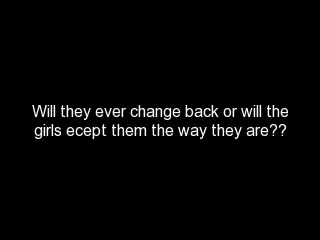 Will they ever change back or will the
girls ecept them the way they are??